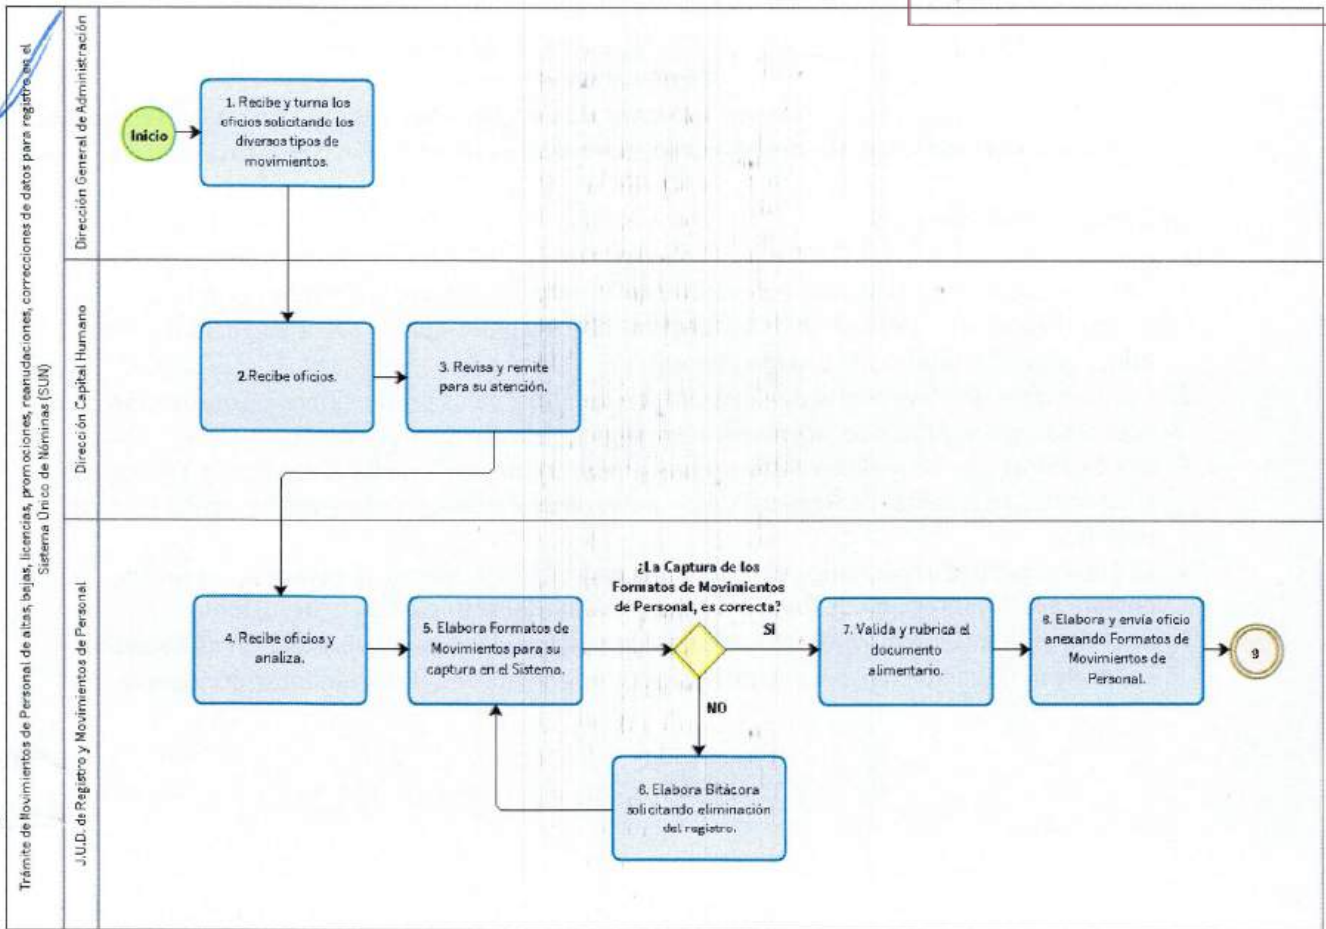 Trámite de Movimientos de Personal de altas, bajas, licencias, promociones, reanudaciones, correcciones de datos para registro en el
Sistema Único de Nóminas (SUN)
Dirección General de Administración
Inicio
1. Recibe y turna los
oficios solicitando los
diversos tipos de
movimientos.
Dirección Capital Humano
2.Recibe oficios.
3. Revisa y remite
para su atención.
J.U.D. de Registro y Movimientos de Personal
4. Recibe oficios y
analiza.
5. Elabora Formatos de
Movimientos para su
captura en el Sistema.
¿La Captura de los
Formatos de Movimientos
de Personal, es correcta?
SI
NO
6. Elabora Bitácora
solicitando eliminación
del registro.
7. Valida y rubrica el
documento
alimentario.
8. Elabora y envía oficio
anexando Formatos de
Movimientos de
Personal.
9